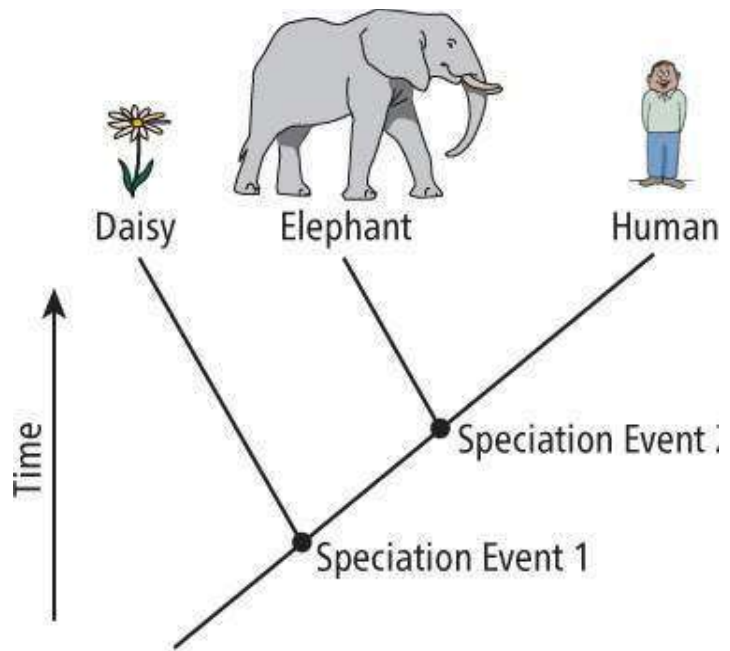 Daisy
Elephant
Human
Time
Speciation Event
Speciation Event 1